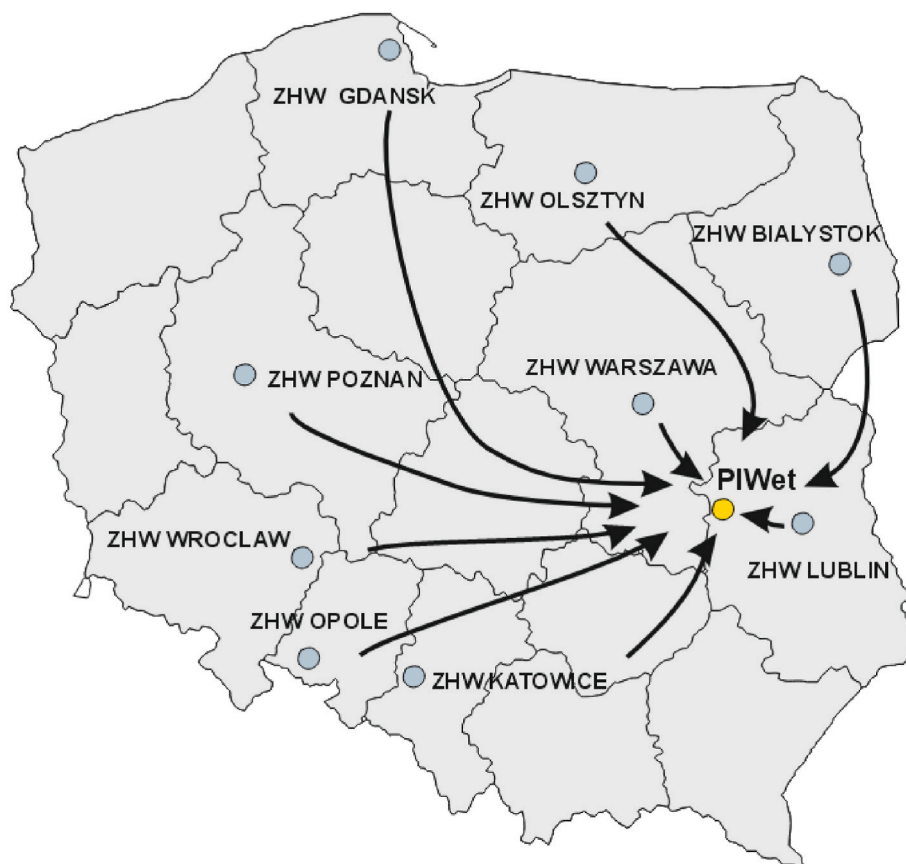 ZHW GDANSK
ZHW OLSZTYN
ZHW BIALYSTOK
ZHW WARSZAWA
ZHW POZNAN
PIWet
ZHW WROCLAW
ZHW LUBLIN
ZHW OPOLE
ZHW KATOWICE